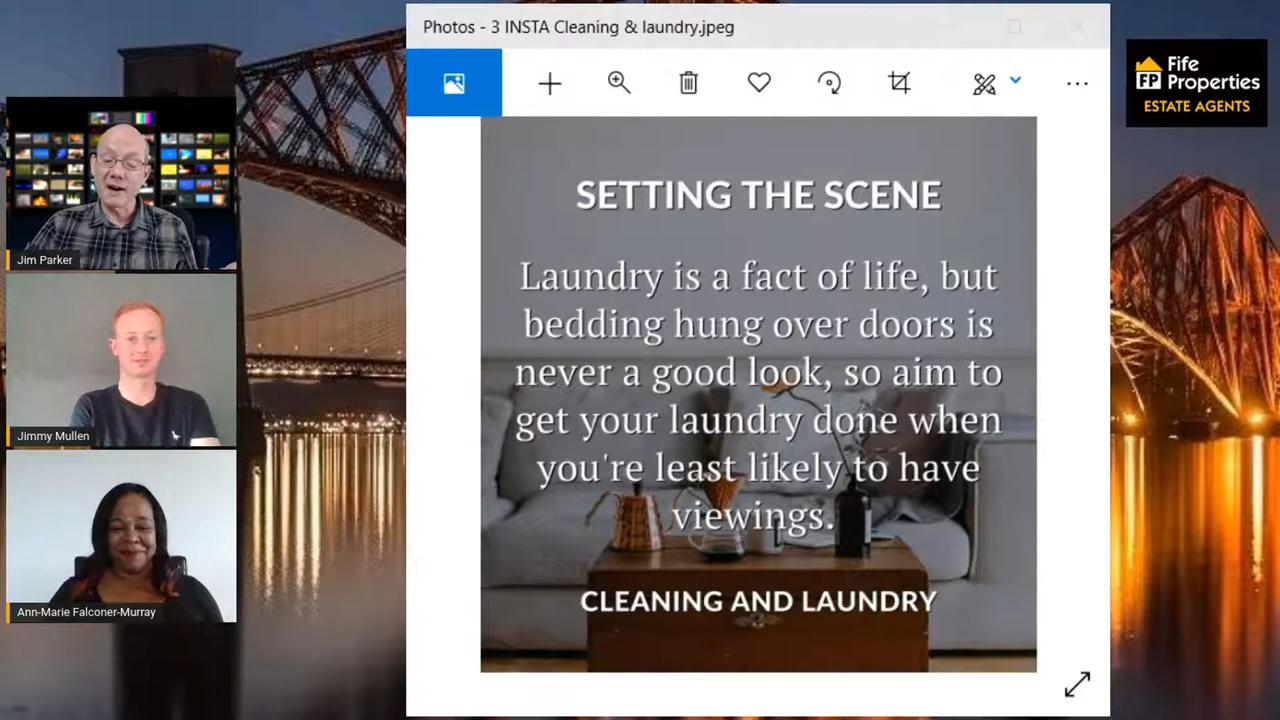 Photos - 3 INSTA Cleaning & laundry.jpeg
Fife
Properties
FP
ESTATE AGENTS
SETTING THE SCENE
Laundry is a fact of life, but
bedding hung over doors is
never a good look, so aim to
get your laundry done when
you're least likely to have
viewings.
CLEANING AND LAUNDRY
Jim Parker
Jimmy Mullen
Ann-Marie Falconer-Murray